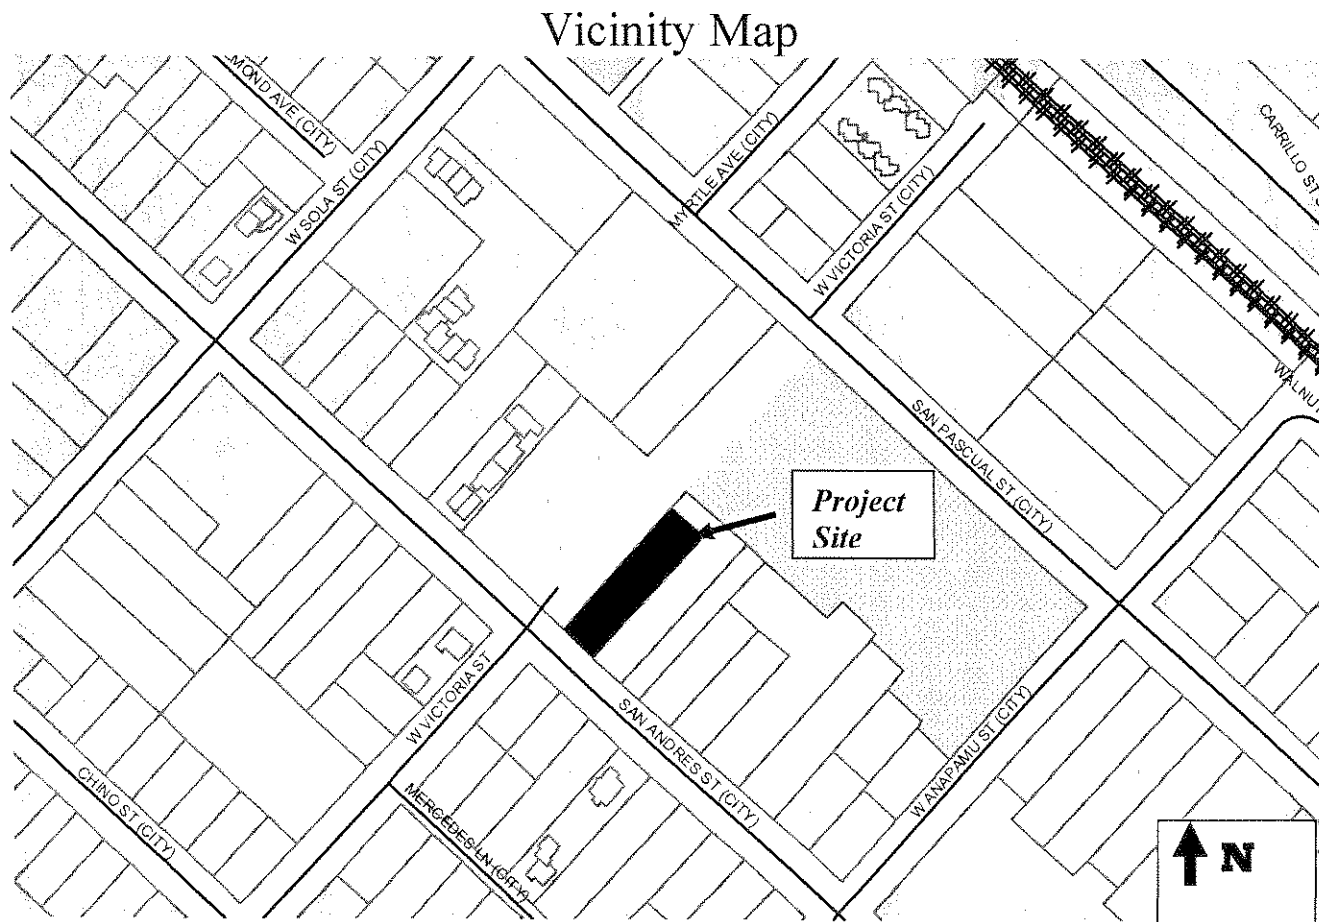 Vicinity Map
MOND AVE (CITY)
W SOLA ST (CITY)
MYRTLE AVE (CITY)
W VICTORIA ST (CITY)
CARRILLO ST
WALNUT
SAN PASCUAL ST (CITY)
Project
Site
W VICTORIA ST
SAN ANDRES ST (CITY)
W ANAPAMU ST (CITY)
CHINO ST (CITY)
MERCEDES LN (CITY)
N